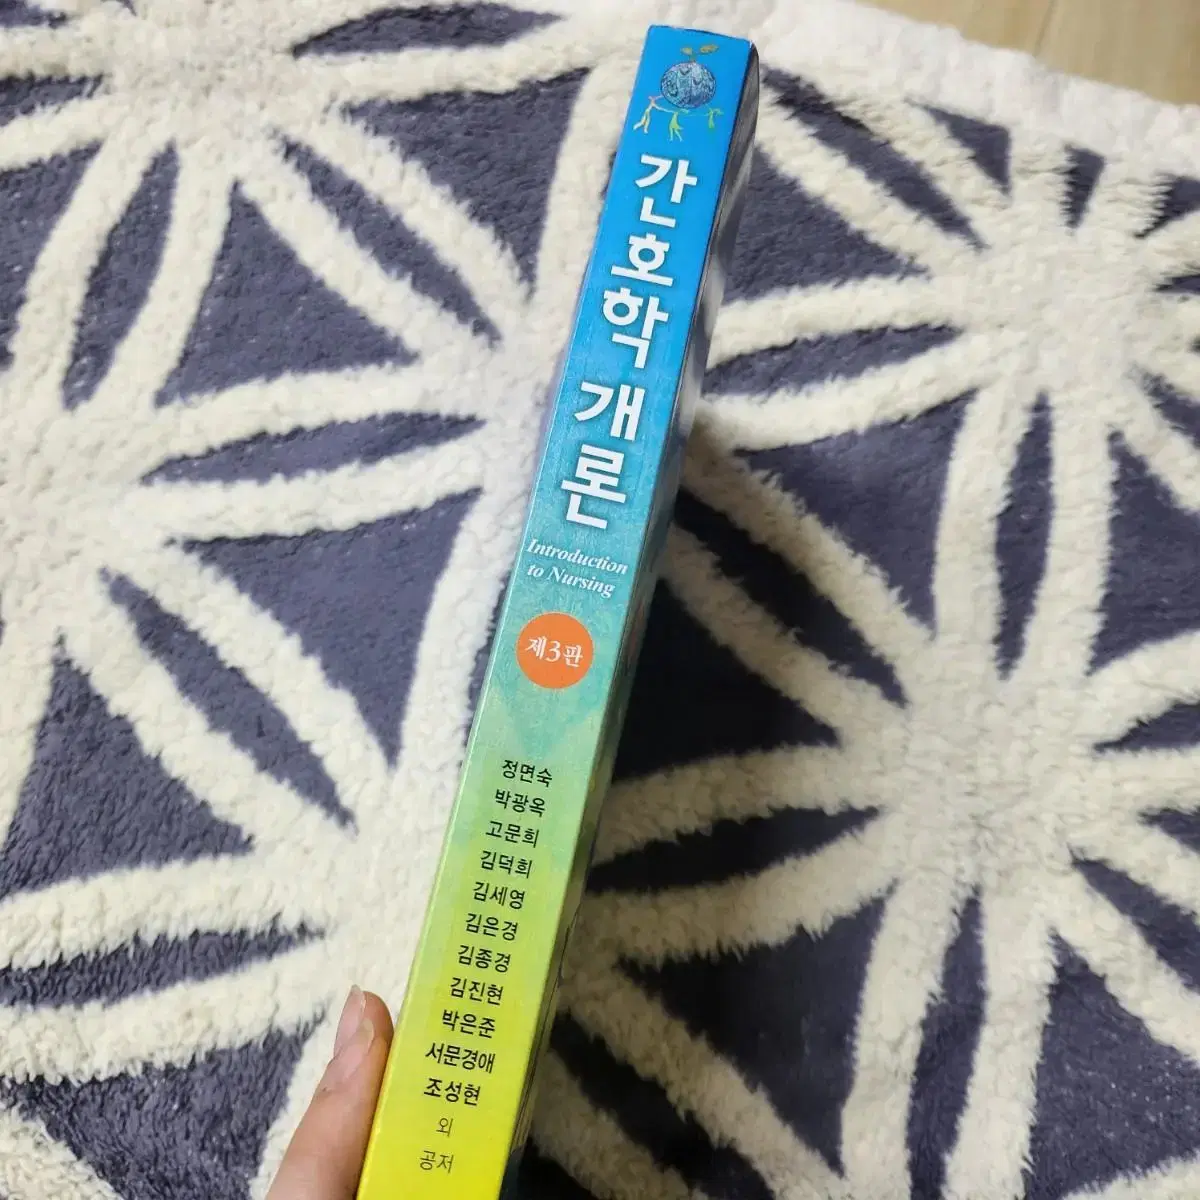 간호학 개론
Introduction
to Nursing
제3판
정면숙
박광옥
고문희
김덕희
김세영
김은경
김종경
김진현
박은준
서문경애
조성현
외
공저